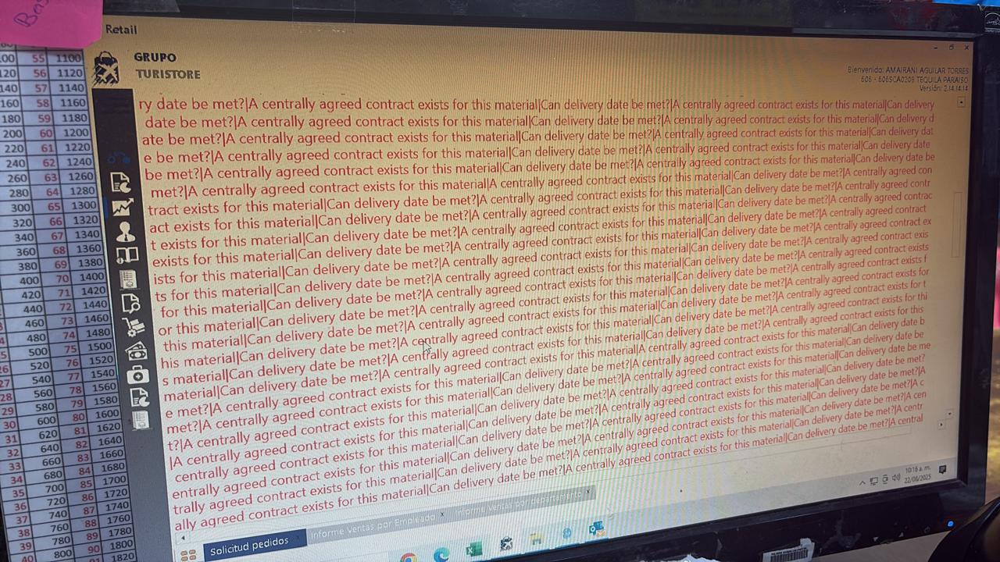 Bas
Retail
GRUPO
TURISTORE
Bienvenido: AMAIRANI AGUILAR TORRES
606 - 606SCA0209 TEQUILA PARAISO
Versión: 2.14.14.14
ry date be met?|A centrally agreed contract exists for this material|Can delivery date be met?|A centrally agreed contract exists for this material|Can delivery
date be met?|A centrally agreed contract exists for this material|Can delivery date be met?|A centrally agreed contract exists for this material|Can delivery d
ate be met?|A centrally agreed contract exists for this material|Can delivery date be met?|A centrally agreed contract exists for this material|Can delivery dat
e be met?|A centrally agreed contract exists for this material|Can delivery date be met?|A centrally agreed contract exists for this material|Can delivery date
be met?|A centrally agreed contract exists for this material|Can delivery date be met?|A centrally agreed contract exists for this material|Can delivery date be
met?|A centrally agreed contract exists for this material|A centrally agreed contract exists for this material|Can delivery date be met?|A centrally agreed con
tract exists for this material|Can delivery date be met?|A centrally agreed contract exists for this material|Can delivery date be met?|A centrally agreed contr
act exists for this material|Can delivery date be met?|A centrally agreed contract exists for this material|Can delivery date be met?|A centrally agreed contrac
t exists for this material|Can delivery date be met?|A centrally agreed contract exists for this material|Can delivery date be met?|A centrally agreed contract
exists for this material|Can delivery date be met?|A centrally agreed contract exists for this material|Can delivery date be met?|A centrally agreed contract ex
ists for this material|Can delivery date be met?|A centrally agreed contract exists for this material|Can delivery date be met?|A centrally agreed contract exis
ts for this material|Can delivery date be met?|A centrally agreed contract exists for this material|Can delivery date be met?|A centrally agreed contract exists
for this material|Can delivery date be met?|A centrally agreed contract exists for this material|Can delivery date be met?|A centrally agreed contract exists f
or this material|Can delivery date be met?|A centrally agreed contract exists for this material|Can delivery date be met?|A centrally agreed contract exists for
this material|Can delivery date be met?|A centrally agreed contract exists for this material|Can delivery date be met?|A centrally agreed contract exists for t
his material|Can delivery date be met?|A centrally agreed contract exists for this material|Can delivery date be met?|A centrally agreed contract exists for thi
s material|Can delivery date be met?|A centrally agreed contract exists for this material|Can delivery date be met?|A centrally agreed contract exists for this
material|Can delivery date be met?|A centrally agreed contract exists for this material|A centrally agreed contract exists for this material|Can delivery date b
e met?|A centrally agreed contract exists for this material|Can delivery date be met?|A centrally agreed contract exists for this material|Can delivery date be
met?|A centrally agreed contract exists for this material|Can delivery date be met?|A centrally agreed contract exists for this material|Can delivery date be me
t?|A centrally agreed contract exists for this material|Can delivery date be met?|A centrally agreed contract exists for this material|Can delivery date be met?
|A centrally agreed contract exists for this material|Can delivery date be met?|A centrally agreed contract exists for this material|Can delivery date be met?|A
centrally agreed contract exists for this material|Can delivery date be met?|A centrally agreed contract exists for this material|Can delivery date be met?|A c
entrally agreed contract exists for this material|Can delivery date be met?|A centrally agreed contract exists for this material|Can delivery date be met?|A cen
trally agreed contract exists for this material|Can delivery date be met?|A centrally agreed contract exists for this material|Can delivery date be met?|A centr
ally agreed contract exists for this material|Can delivery date be met?|A centrally agreed contract exists for this material|Can delivery date be met?|A central
Solicitud pedidos
Informe Ventas por Empleado x
Informe Ventas por departamento x
10:16 a. m.
22/06/2025
100 55 1100
120 56 1120
140 57 1140
160 58 1160
180 59 1180
200 60 1200
220 61 1220
240 62 1240
260 63 1260
280 64 1280
300 65 1300
320 66 1320
340 67 1340
360 68 1360
380 69 1380
400 70 1400
420 71 1420
440 72 1440
460 73 1460
480 74 1480
500 75 1500
520 76 1520
540 77 1540
28 560 78 1560
29 580 79 1580
30 600 80 1600
31 620 81 1620
32 640 82 1640
33 660 83 1660
34 680 84 1680
35 700 85 1700
36 720 86 1720
37 740 87 1740
38 760 88 1760
39 780 89 1780
40 800 90 1800
91 1820